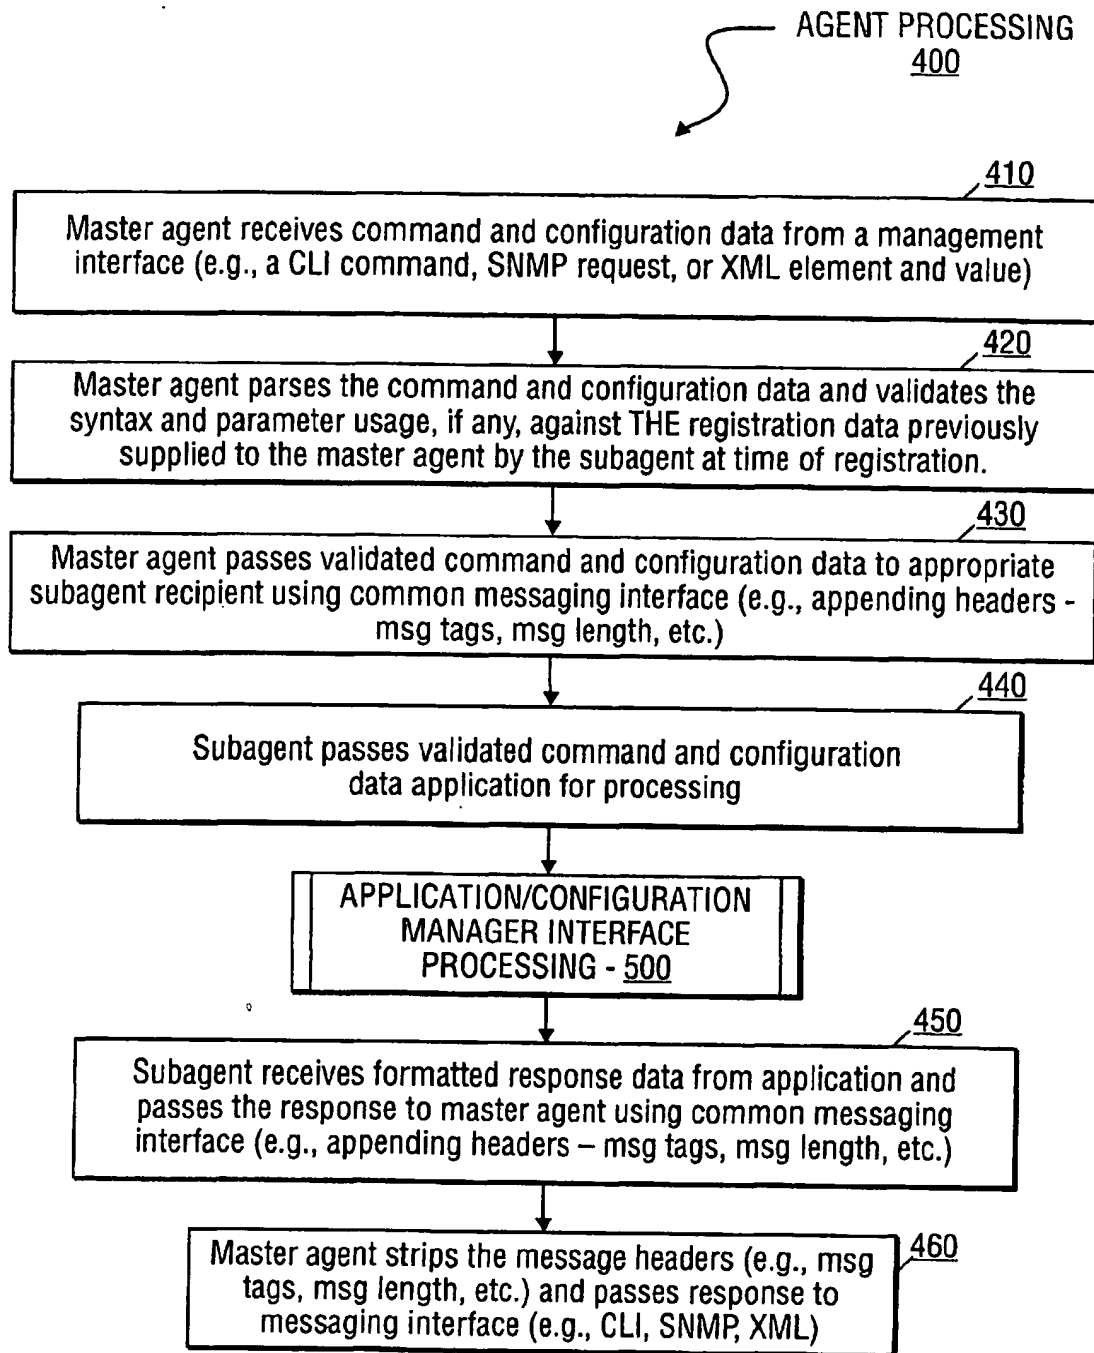 AGENT PROCESSING
400
410
Master agent receives command and configuration data from a management
interface (e.g., a CLI command, SNMP request, or XML element and value)
420
Master agent parses the command and configuration data and validates the
syntax and parameter usage, if any, against THE registration data previously
supplied to the master agent by the subagent at time of registration.
430
Master agent passes validated command and configuration data to appropriate
subagent recipient using common messaging interface (e.g., appending headers -
msg tags, msg length, etc.)
440
Subagent passes validated command and configuration
data application for processing
APPLICATION/CONFIGURATION
MANAGER INTERFACE
PROCESSING - 500
450
Subagent receives formatted response data from application and
passes the response to master agent using common messaging
interface (e.g., appending headers – msg tags, msg length, etc.)
460
Master agent strips the message headers (e.g., msg
tags, msg length, etc.) and passes response to
messaging interface (e.g., CLI, SNMP, XML)